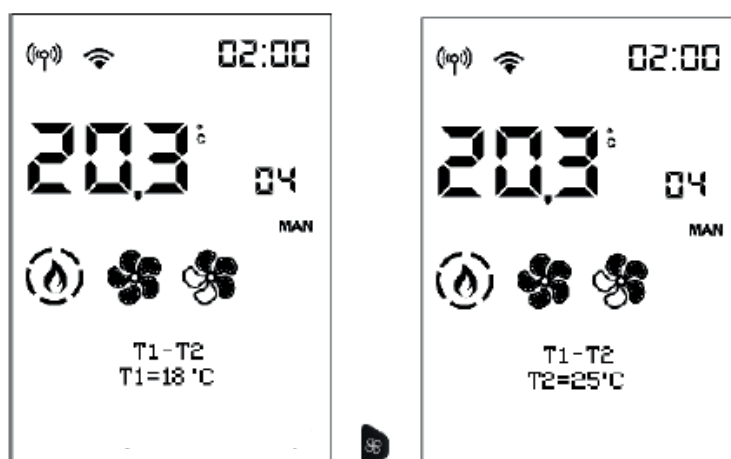 02:00
20.3 °C
04
MAN
T1-T2
T1=18 °C
02:00
20.3 °C
04
MAN
T1-T2
T2=25°C